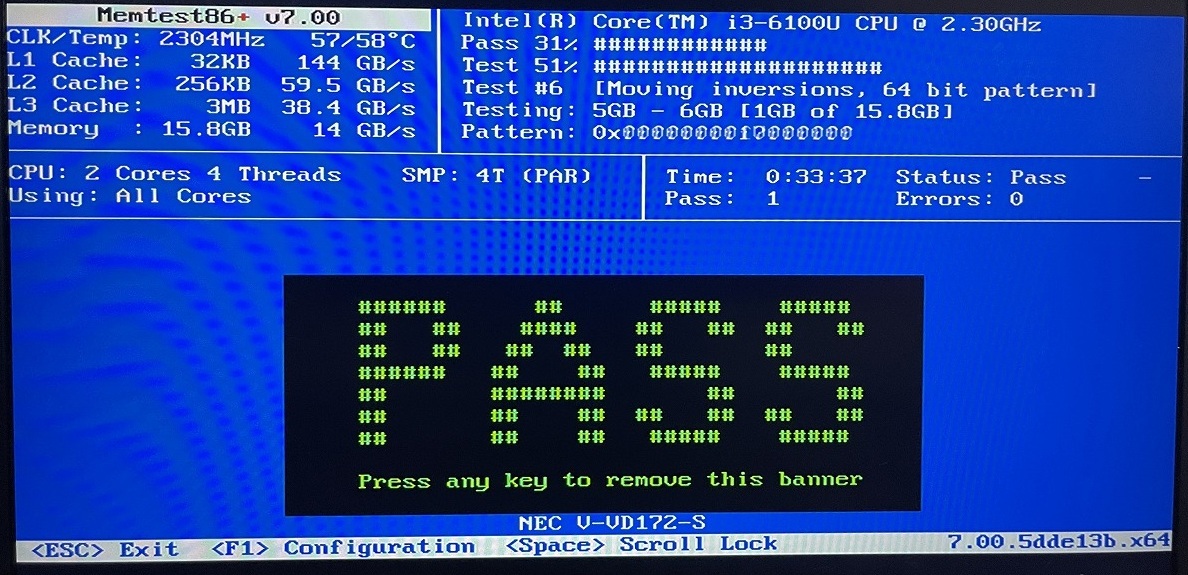 Memtest86+ v7.00
Intel(R) Core(TM) i3-6100U CPU @ 2.30GHz
CLK/Temp: 2304MHz 57/58°C
Pass 31% ############
L1 Cache: 32KB 144 GB/s
Test 51% ####################
L2 Cache: 256KB 59.5 GB/s
Test #6 [Moving inversions, 64 bit pattern]
L3 Cache: 3MB 38.4 GB/s
Testing: 5GB - 6GB [1GB of 15.8GB]
Memory : 15.8GB 14 GB/s
Pattern:
CPU: 2 Cores 4 Threads SMP: 4T (PAR)
Time: 0:33:37 Status: Pass -
Using: All Cores
Pass: 1 Errors: 0
PASS
Press any key to remove this banner
NEC V-VD172-S
<ESC> Exit <F1> Configuration <Space> Scroll Lock 7.00.5dde13b.x64